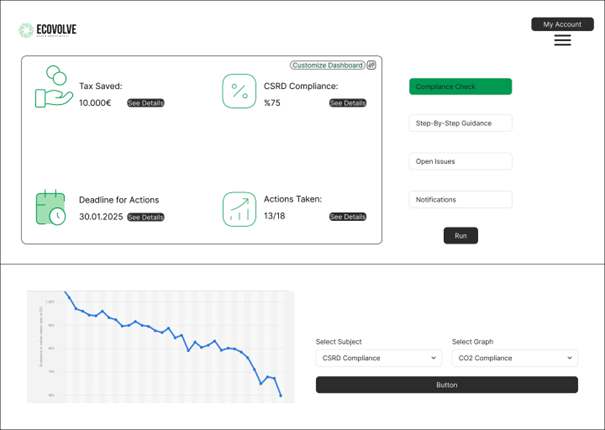 ECOVOLVE
My Account
Customize Dashboard
Tax Saved:
10.000€ See Details
CSRD Compliance:
%75 See Details
Deadline for Actions
30.01.2025 See Details
Actions Taken:
13/18 See Details
Compliance Check
Step-By-Step Guidance
Open Issues
Notifications
Run
Select Subject
CSRD Compliance
Select Graph
CO2 Compliance
Button